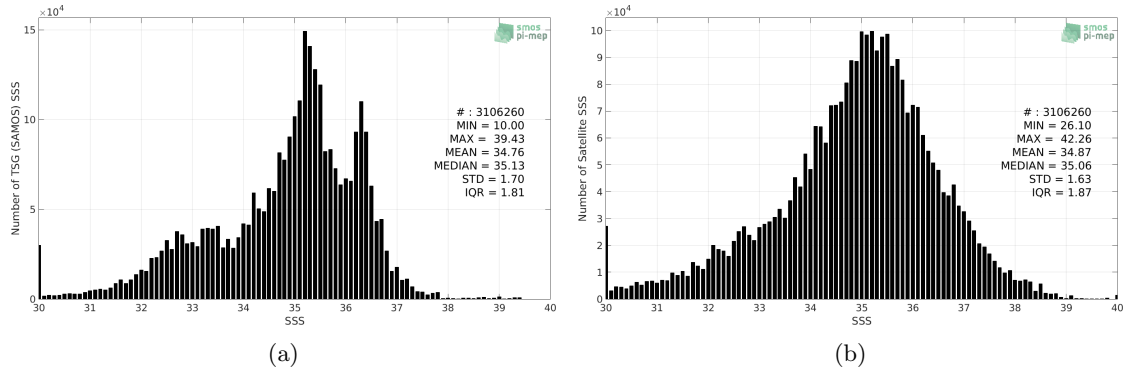 ×10⁴
15
10
5
0
30 31 32 33 34 35 36 37 38 39 40
SSS
Number of TSG (SAMOS) SSS
smos
pi-mep
# : 3106260
MIN = 10.00
MAX = 39.43
MEAN = 34.76
MEDIAN = 35.13
STD = 1.70
IQR = 1.81
(a)
×10⁴
10
9
8
7
6
5
4
3
2
1
0
30 31 32 33 34 35 36 37 38 39 40
SSS
Number of Satellite SSS
smos
pi-mep
# : 3106260
MIN = 26.10
MAX = 42.26
MEAN = 34.87
MEDIAN = 35.06
STD = 1.63
IQR = 1.87
(b)